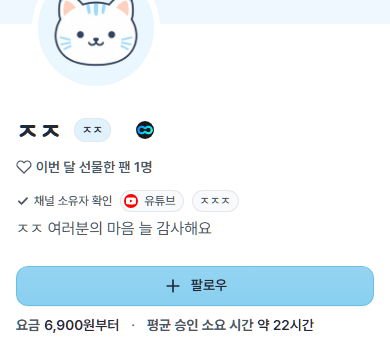 ㅈㅈ ㅈㅈ
이번 달 선물한 팬 1명
채널 소유자 확인 유튜브 ㅈㅈㅈ
ㅈㅈ 여러분의 마음 늘 감사해요
+ 팔로우
요금 6,900원부터 · 평균 승인 소요 시간 약 22시간